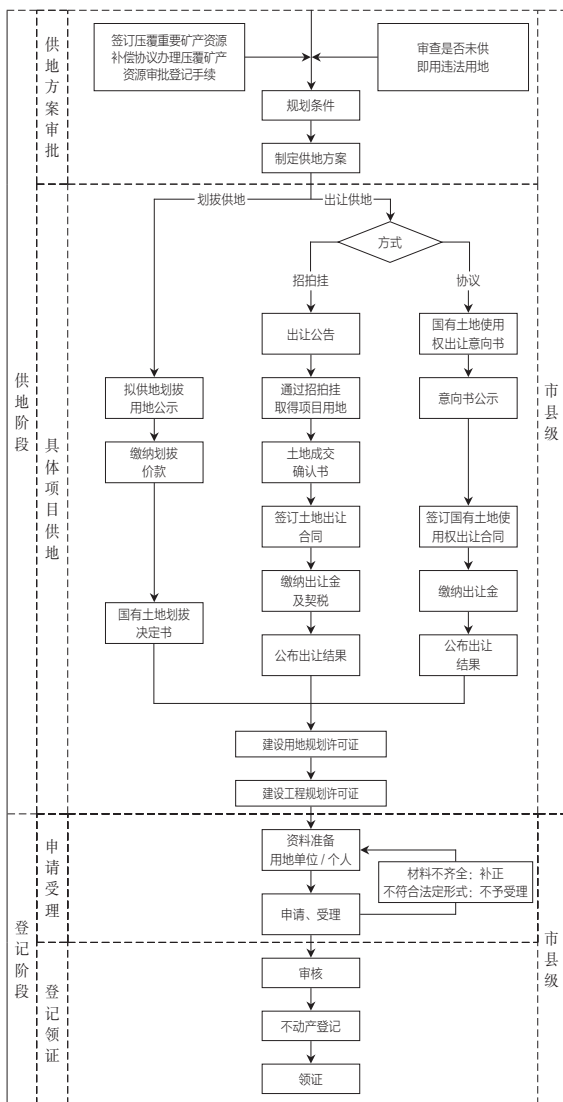 供地阶段
供地方案审批
签订压覆重要矿产资源
补偿协议办理压覆矿产
资源审批登记手续
审查是否未供
即用违法用地
规划条件
制定供地方案
具体项目供地
划拔供地
出让供地
方式
招拍挂
协议
出让公告
国有土地使用
权出让意向书
拟供地划拔
用地公示
通过招拍挂
取得项目用地
意向书公示
缴纳划拔
价款
土地成交
确认书
签订土地出让
合同
签订国有土地使
用权出让合同
缴纳出让金
及契税
缴纳出让金
国有土地划拔
决定书
公布出让结果
公布出让
结果
建设用地规划许可证
建设工程规划许可证
市县级
登记阶段
申请受理
资料准备
用地单位 / 个人
材料不齐全：补正
不符合法定形式：不予受理
申请、受理
登记领证
审核
不动产登记
领证
市县级